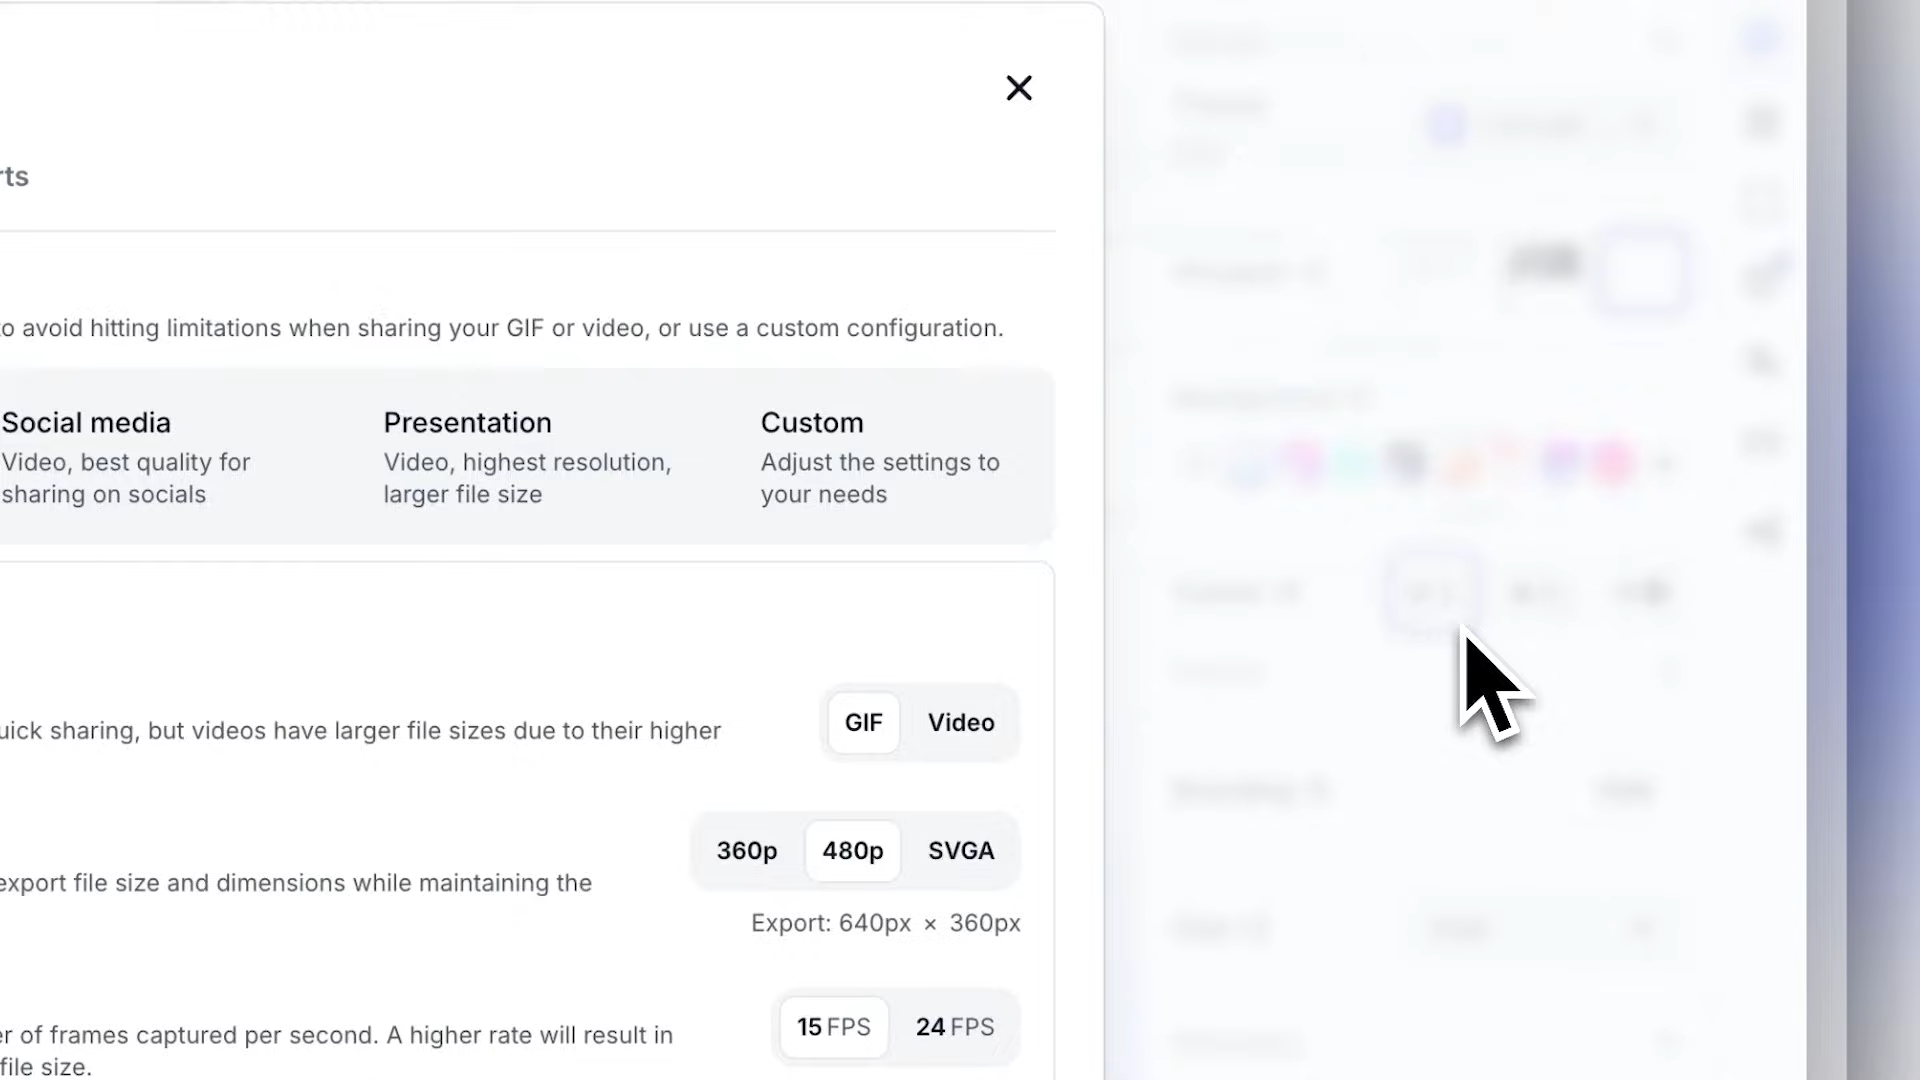 rts
to avoid hitting limitations when sharing your GIF or video, or use a custom configuration.
Social media
Video, best quality for
sharing on socials
Presentation
Video, highest resolution,
larger file size
Custom
Adjust the settings to
your needs
uick sharing, but videos have larger file sizes due to their higher
GIF Video
360p 480p SVGA
export file size and dimensions while maintaining the
Export: 640px × 360px
er of frames captured per second. A higher rate will result in
file size.
15 FPS 24 FPS